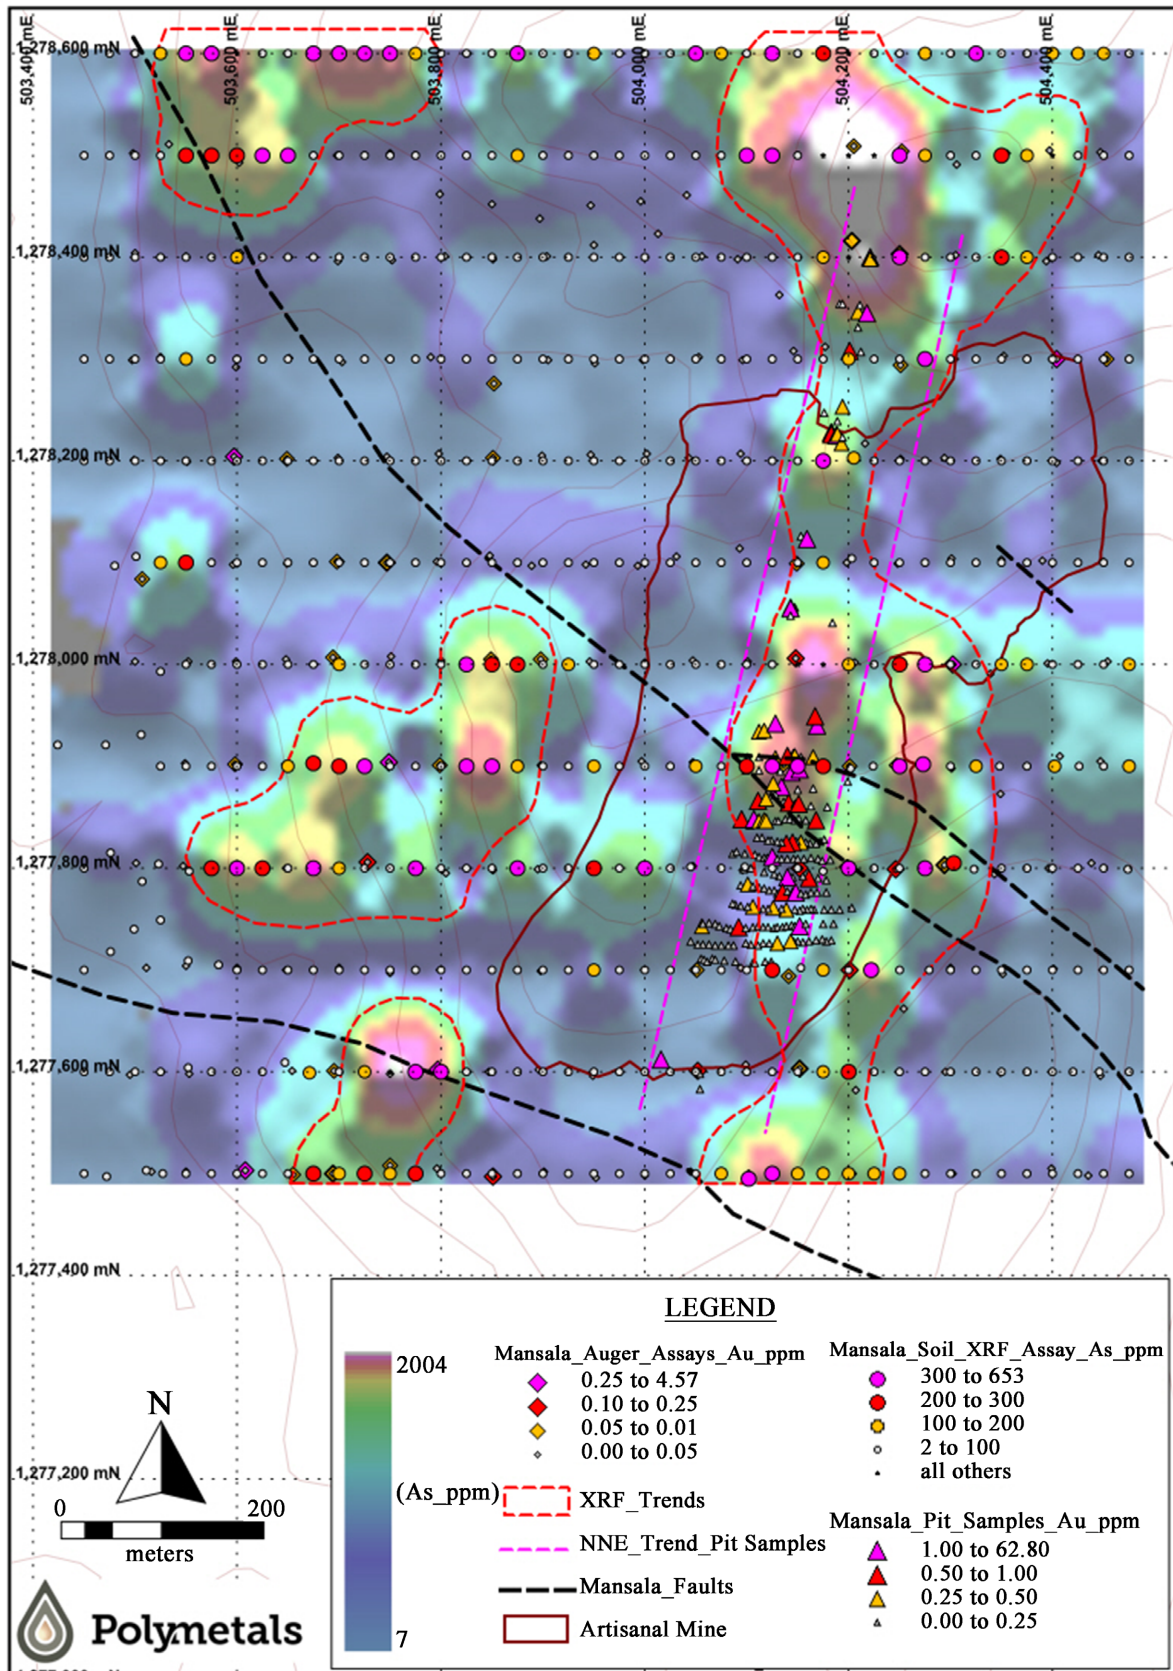 503,400 mE
503,600 mE
503,800 mE
504,000 mE
504,200 mE
504,400 mE
1,278,600 mN
1,278,400 mN
1,278,200 mN
1,278,000 mN
1,277,800 mN
1,277,600 mN
1,277,400 mN
1,277,200 mN
LEGEND
2004
(As_ppm)
7
Mansala_Auger_Assays_Au_ppm
0.25 to 4.57
0.10 to 0.25
0.05 to 0.01
0.00 to 0.05
XRF_Trends
NNE_Trend_Pit Samples
Mansala_Faults
Artisanal Mine
Mansala_Soil_XRF_Assay_As_ppm
300 to 653
200 to 300
100 to 200
2 to 100
all others
Mansala_Pit_Samples_Au_ppm
1.00 to 62.80
0.50 to 1.00
0.25 to 0.50
0.00 to 0.25
N
0 200
meters
Polymetals